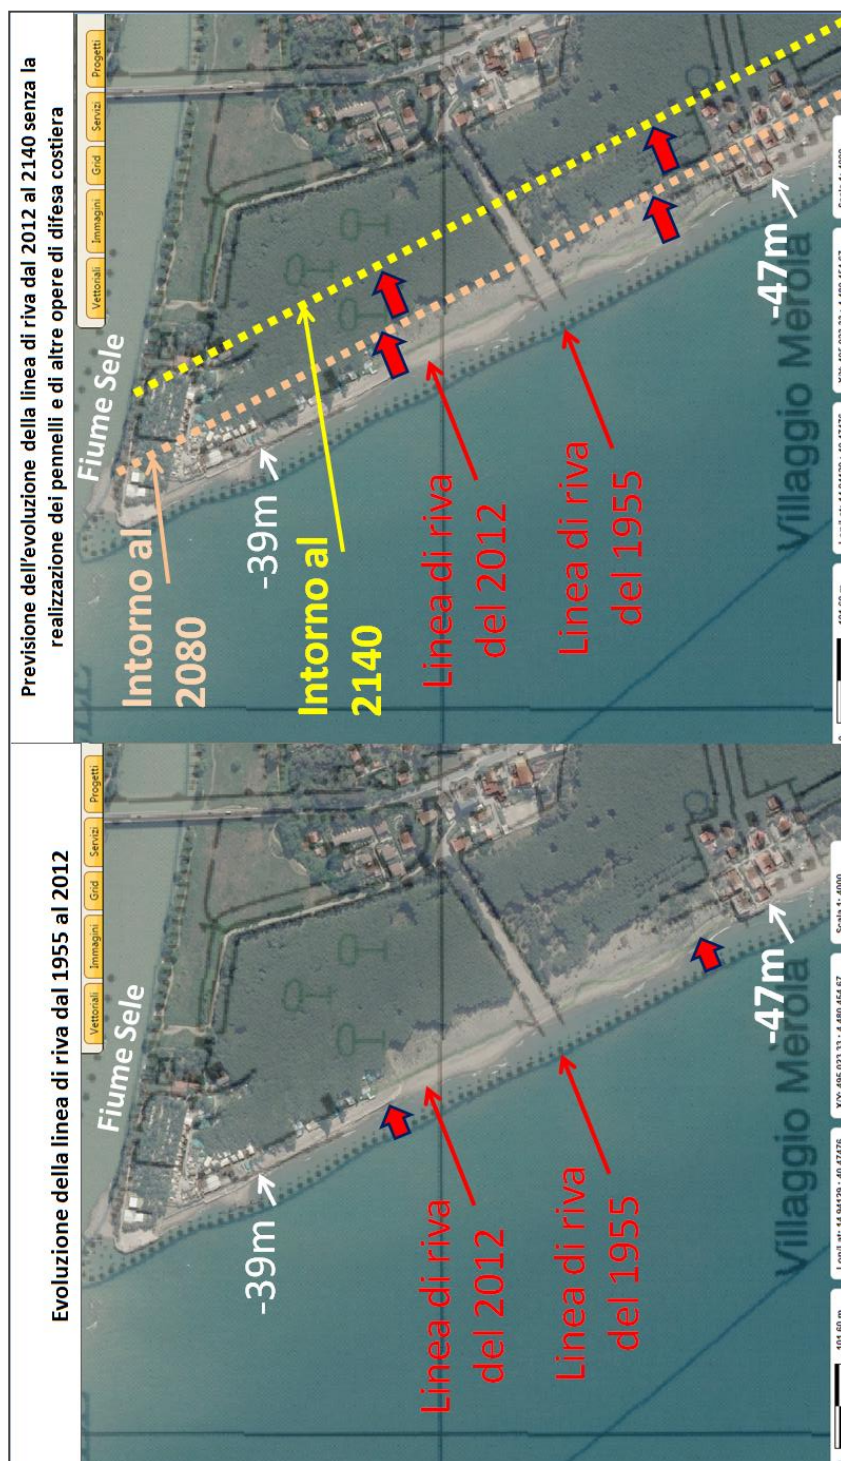 Evoluzione della linea di riva dal 1955 al 2012
Vettoriali Immagini Grid Servizi Progetti
Fiume Sele
-39m
Linea di riva
del 2012
Linea di riva
del 1955
-47m
Villaggio Merola
Previsione dell'evoluzione della linea di riva dal 2012 al 2140 senza la
realizzazione dei pennelli e di altre opere di difesa costiera
Vettoriali Immagini Grid Servizi Progetti
Fiume Sele
Intorno al
2080
-39m
Intorno al
2140
Linea di riva
del 2012
Linea di riva
del 1955
-47m
Villaggio Merola